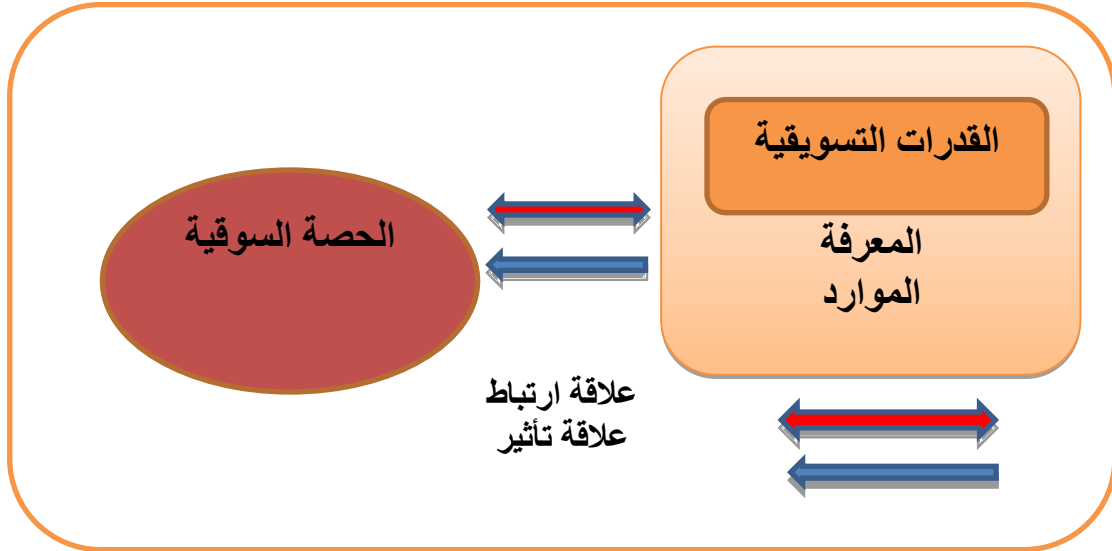 القدرات التسويقية
المعرفة
الموارد
الحصة السوقية
علاقة ارتباط
علاقة تأثير